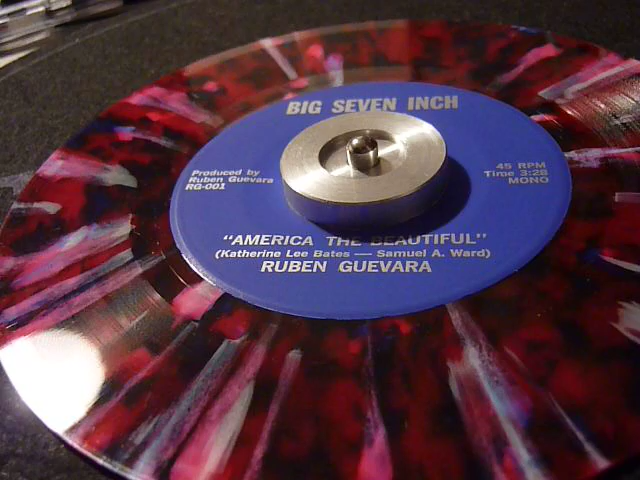 BIG SEVEN INCH
Produced by
Ruben Guevara
RG-001
45 RPM
Time 3:28
MONO
"AMERICA THE BEAUTIFUL"
(Katherine Lee Bates — Samuel A. Ward)
RUBEN GUEVARA